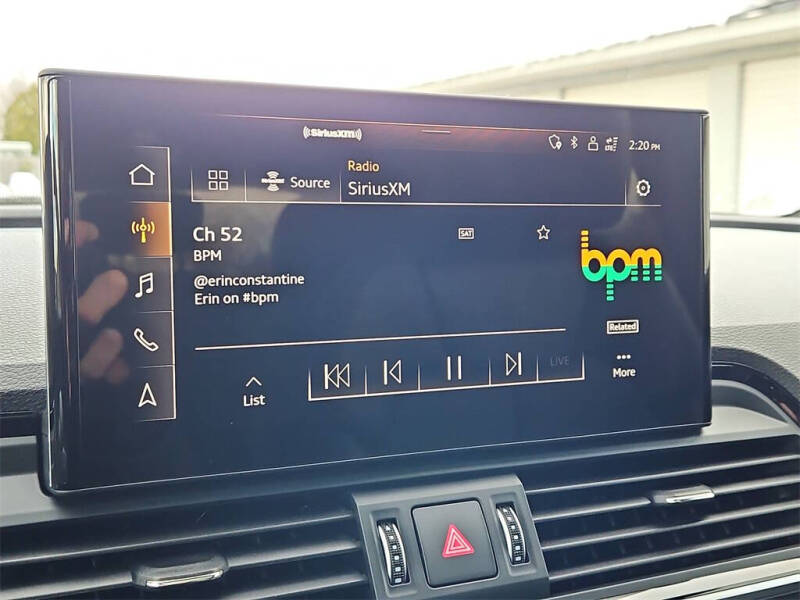 SiriusXM
LTE
2:20 PM
Radio
Source
SiriusXM
Ch 52
SAT
BPM
bpm
@erinconstantine
Erin on #bpm
Related
LIVE
More
List